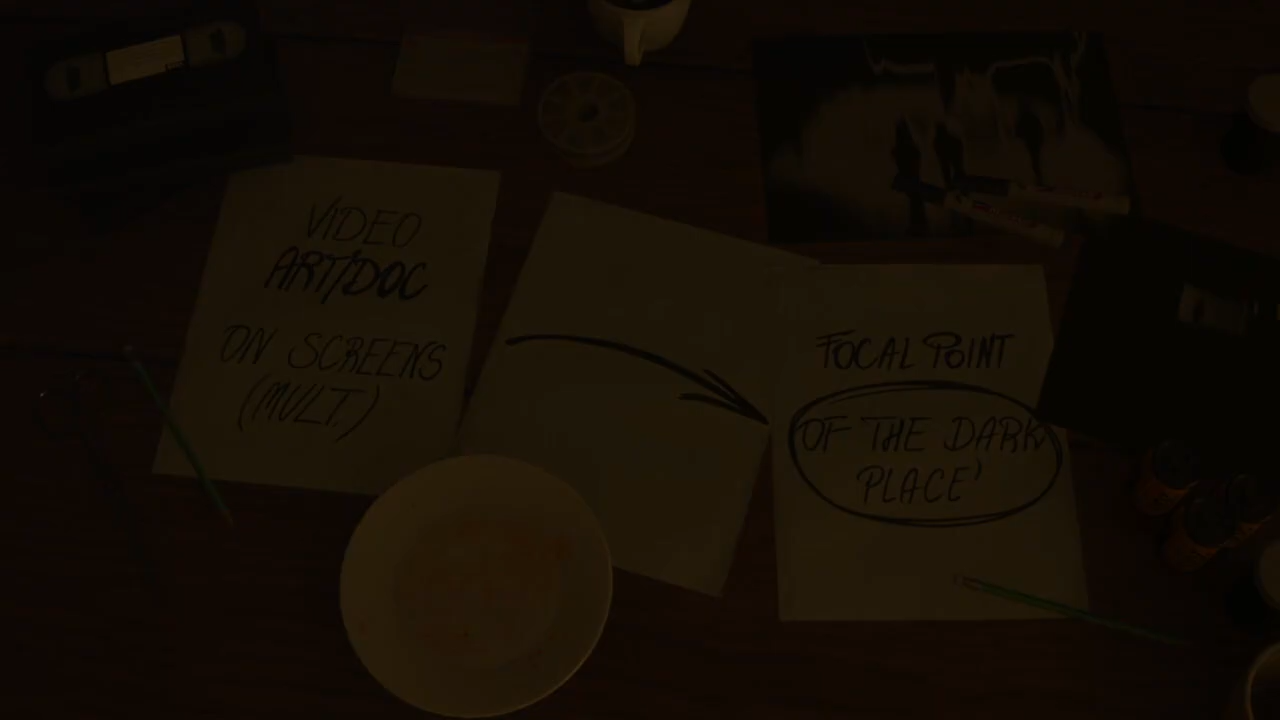 VIDEO
ART/DOC
ON SCREENS
(MULT.)
FOCAL POINT
OF THE DARK
PLACE'